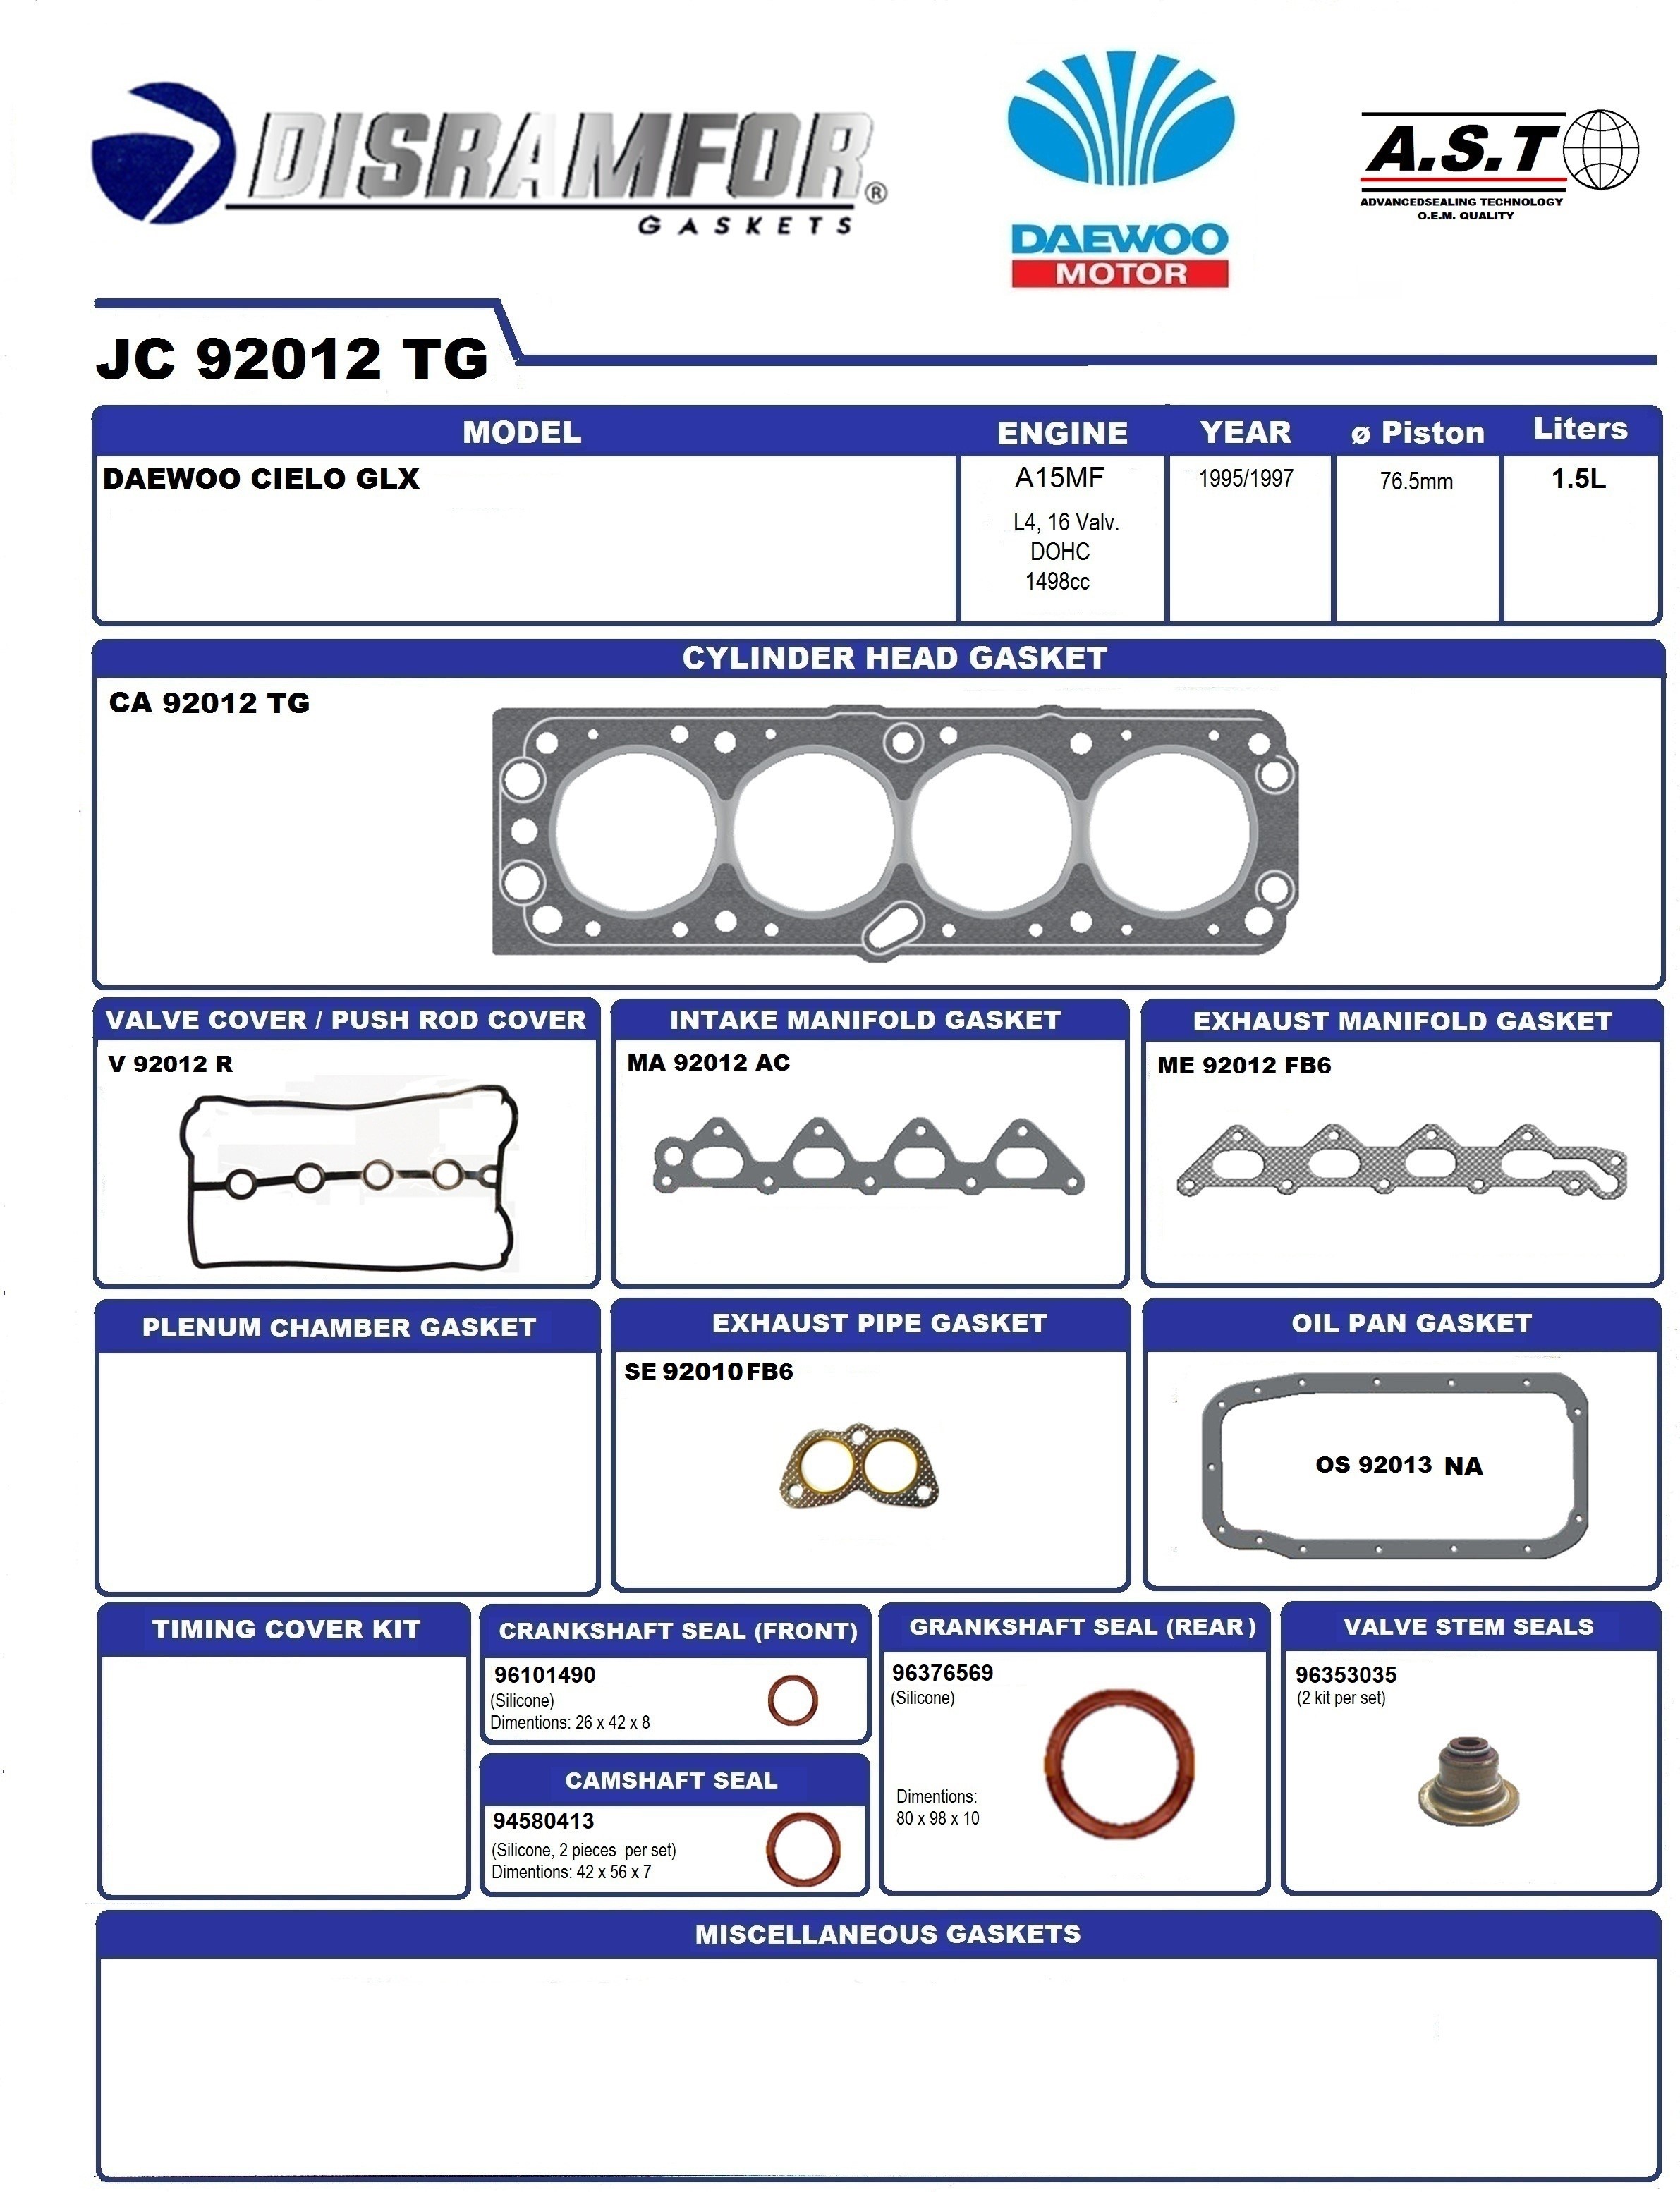 DISRAMFOR®
GASKETS
DAEWOO
MOTOR
A.S.T
ADVANCEDSEALING TECHNOLOGY
O.E.M. QUALITY
JC 92012 TG
MODEL ENGINE YEAR ø Piston Liters
DAEWOO CIELO GLX A15MF 1995/1997 76.5mm 1.5L
L4, 16 Valv.
DOHC
1498cc
CYLINDER HEAD GASKET
CA 92012 TG
VALVE COVER / PUSH ROD COVER
V 92012 R
INTAKE MANIFOLD GASKET
MA 92012 AC
EXHAUST MANIFOLD GASKET
ME 92012 FB6
PLENUM CHAMBER GASKET
EXHAUST PIPE GASKET
SE 92010 FB6
OIL PAN GASKET
OS 92013 NA
TIMING COVER KIT
CRANKSHAFT SEAL (FRONT)
96101490
(Silicone)
Dimentions: 26 x 42 x 8
CAMSHAFT SEAL
94580413
(Silicone, 2 pieces per set)
Dimentions: 42 x 56 x 7
GRANKSHAFT SEAL (REAR)
96376569
(Silicone)
Dimentions:
80 x 98 x 10
VALVE STEM SEALS
96353035
(2 kit per set)
MISCELLANEOUS GASKETS